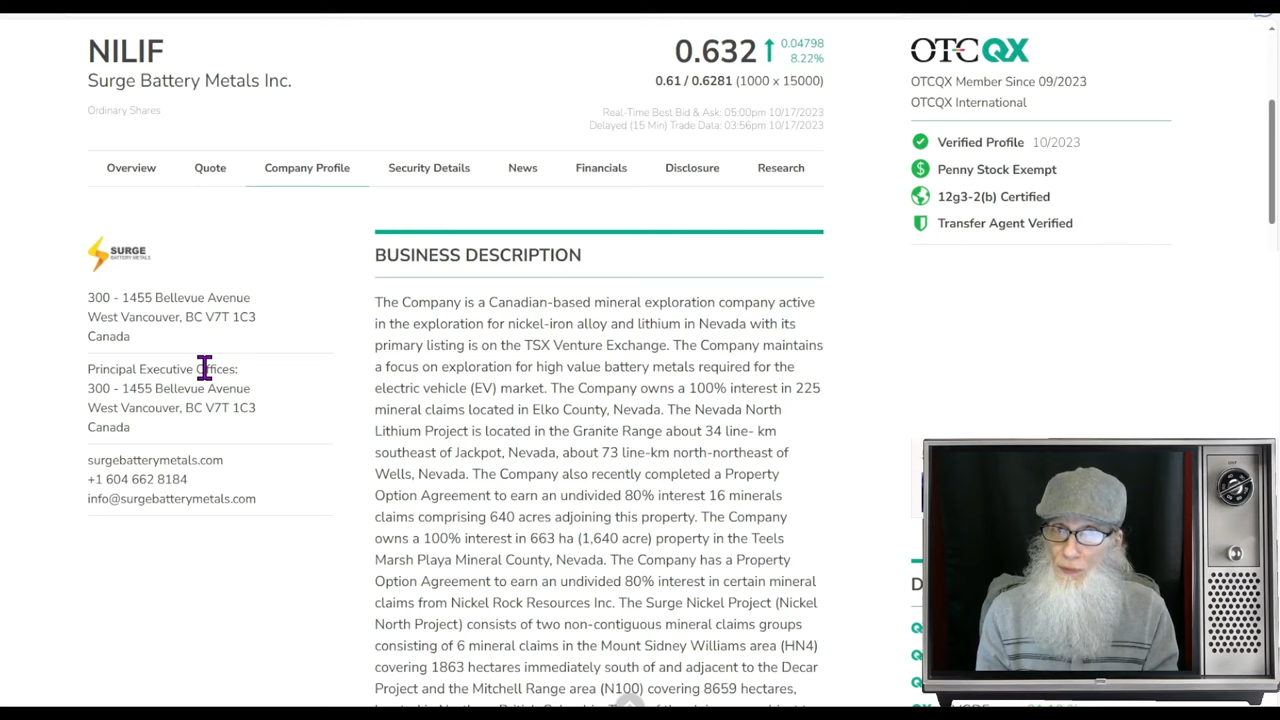 NILIF
Surge Battery Metals Inc.
Ordinary Shares
0.632
0.04798
8.22%
0.61 / 0.6281 (1000 x 15000)
Real-Time Best Bid & Ask: 05:00pm 10/17/2023
Delayed (15 Min) Trade Data: 03:56pm 10/17/2023
OTCQX
OTCQX Member Since 09/2023
OTCQX International
Verified Profile 10/2023
Penny Stock Exempt
12g3-2(b) Certified
Transfer Agent Verified
Overview Quote Company Profile Security Details News Financials Disclosure Research
SURGE
BATTERY METALS
300 - 1455 Bellevue Avenue
West Vancouver, BC V7T 1C3
Canada
Principal Executive Offices:
300 - 1455 Bellevue Avenue
West Vancouver, BC V7T 1C3
Canada
surgebatterymetals.com
+1 604 662 8184
info@surgebatterymetals.com
BUSINESS DESCRIPTION
The Company is a Canadian-based mineral exploration company active
in the exploration for nickel-iron alloy and lithium in Nevada with its
primary listing is on the TSX Venture Exchange. The Company maintains
a focus on exploration for high value battery metals required for the
electric vehicle (EV) market. The Company owns a 100% interest in 225
mineral claims located in Elko County, Nevada. The Nevada North
Lithium Project is located in the Granite Range about 34 line- km
southeast of Jackpot, Nevada, about 73 line-km north-northeast of
Wells, Nevada. The Company also recently completed a Property
Option Agreement to earn an undivided 80% interest 16 minerals
claims comprising 640 acres adjoining this property. The Company
owns a 100% interest in 663 ha (1,640 acre) property in the Teels
Marsh Playa Mineral County, Nevada. The Company has a Property
Option Agreement to earn an undivided 80% interest in certain mineral
claims from Nickel Rock Resources Inc. The Surge Nickel Project (Nickel
North Project) consists of two non-contiguous mineral claims groups
consisting of 6 mineral claims in the Mount Sidney Williams area (HN4)
covering 1863 hectares immediately south of and adjacent to the Decar
Project and the Mitchell Range area (N100) covering 8659 hectares,